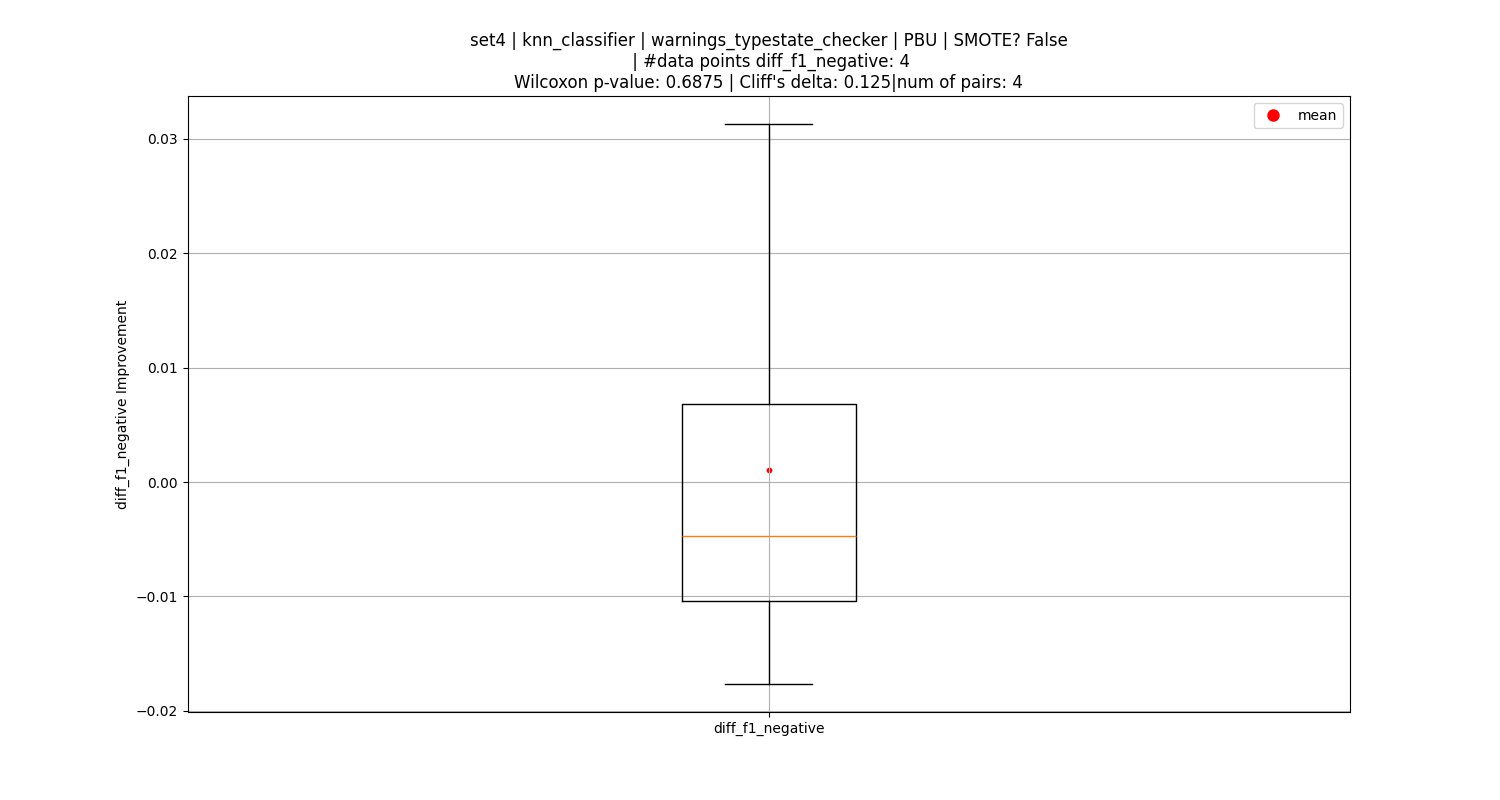 set4 | knn_classifier | warnings_typestate_checker | PBU | SMOTE? False
| #data points diff_f1_negative: 4
Wilcoxon p-value: 0.6875 | Cliff's delta: 0.125|num of pairs: 4
mean
0.03
0.02
0.01
0.00
−0.01
−0.02
diff_f1_negative Improvement
diff_f1_negative